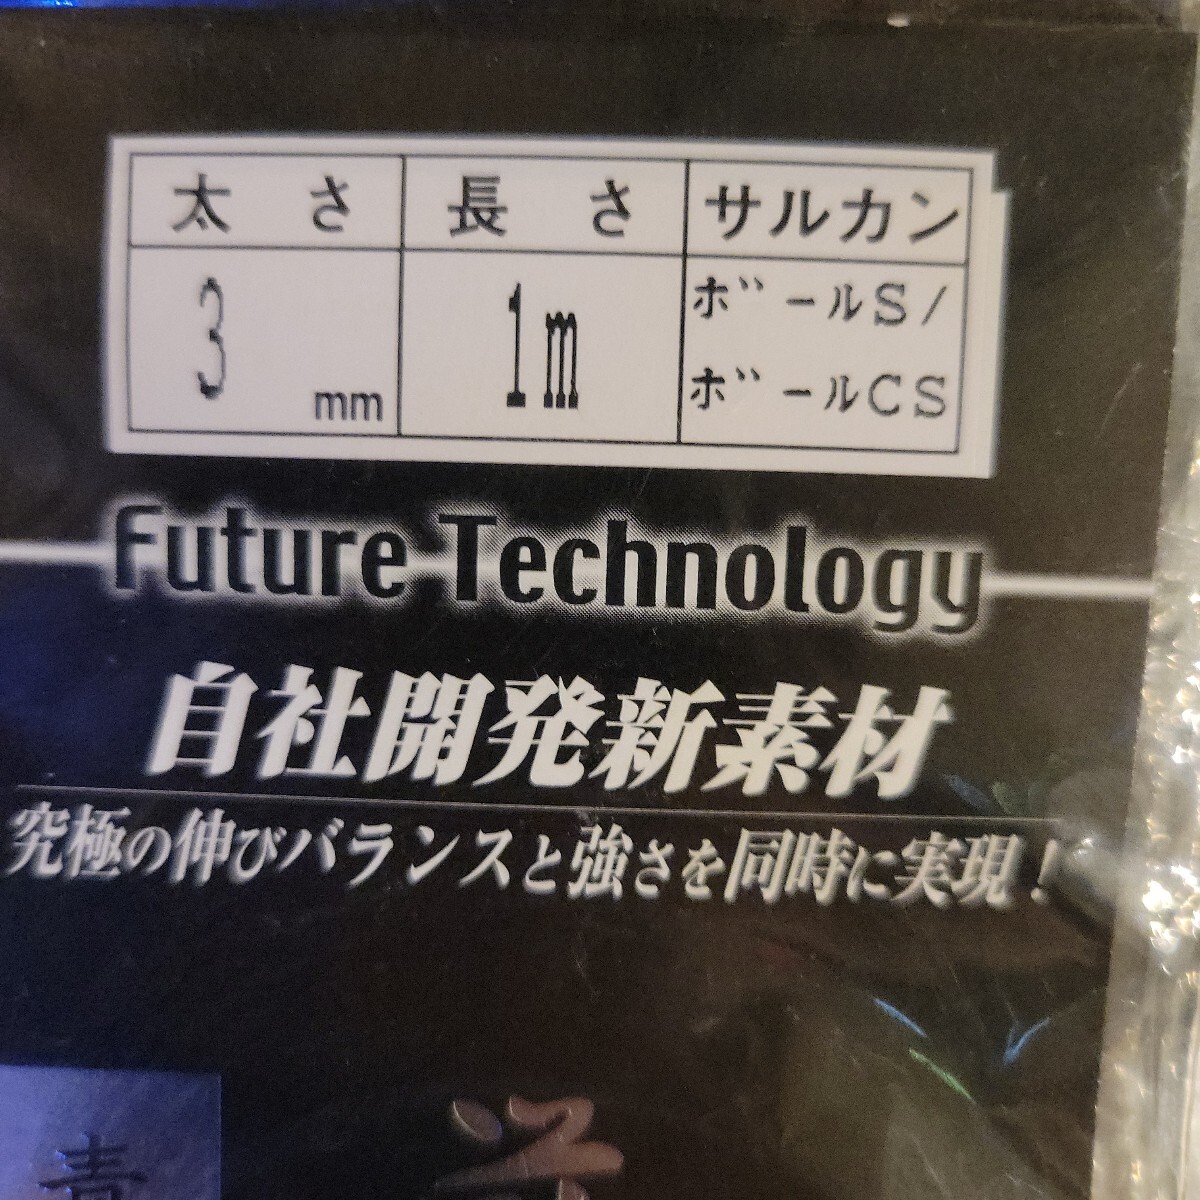 太さ 長さ サルカン
3mm 1m ボールS/
ボールCS
Future Technology
自社開発新素材
究極の伸びバランスと強さを同時に実現!